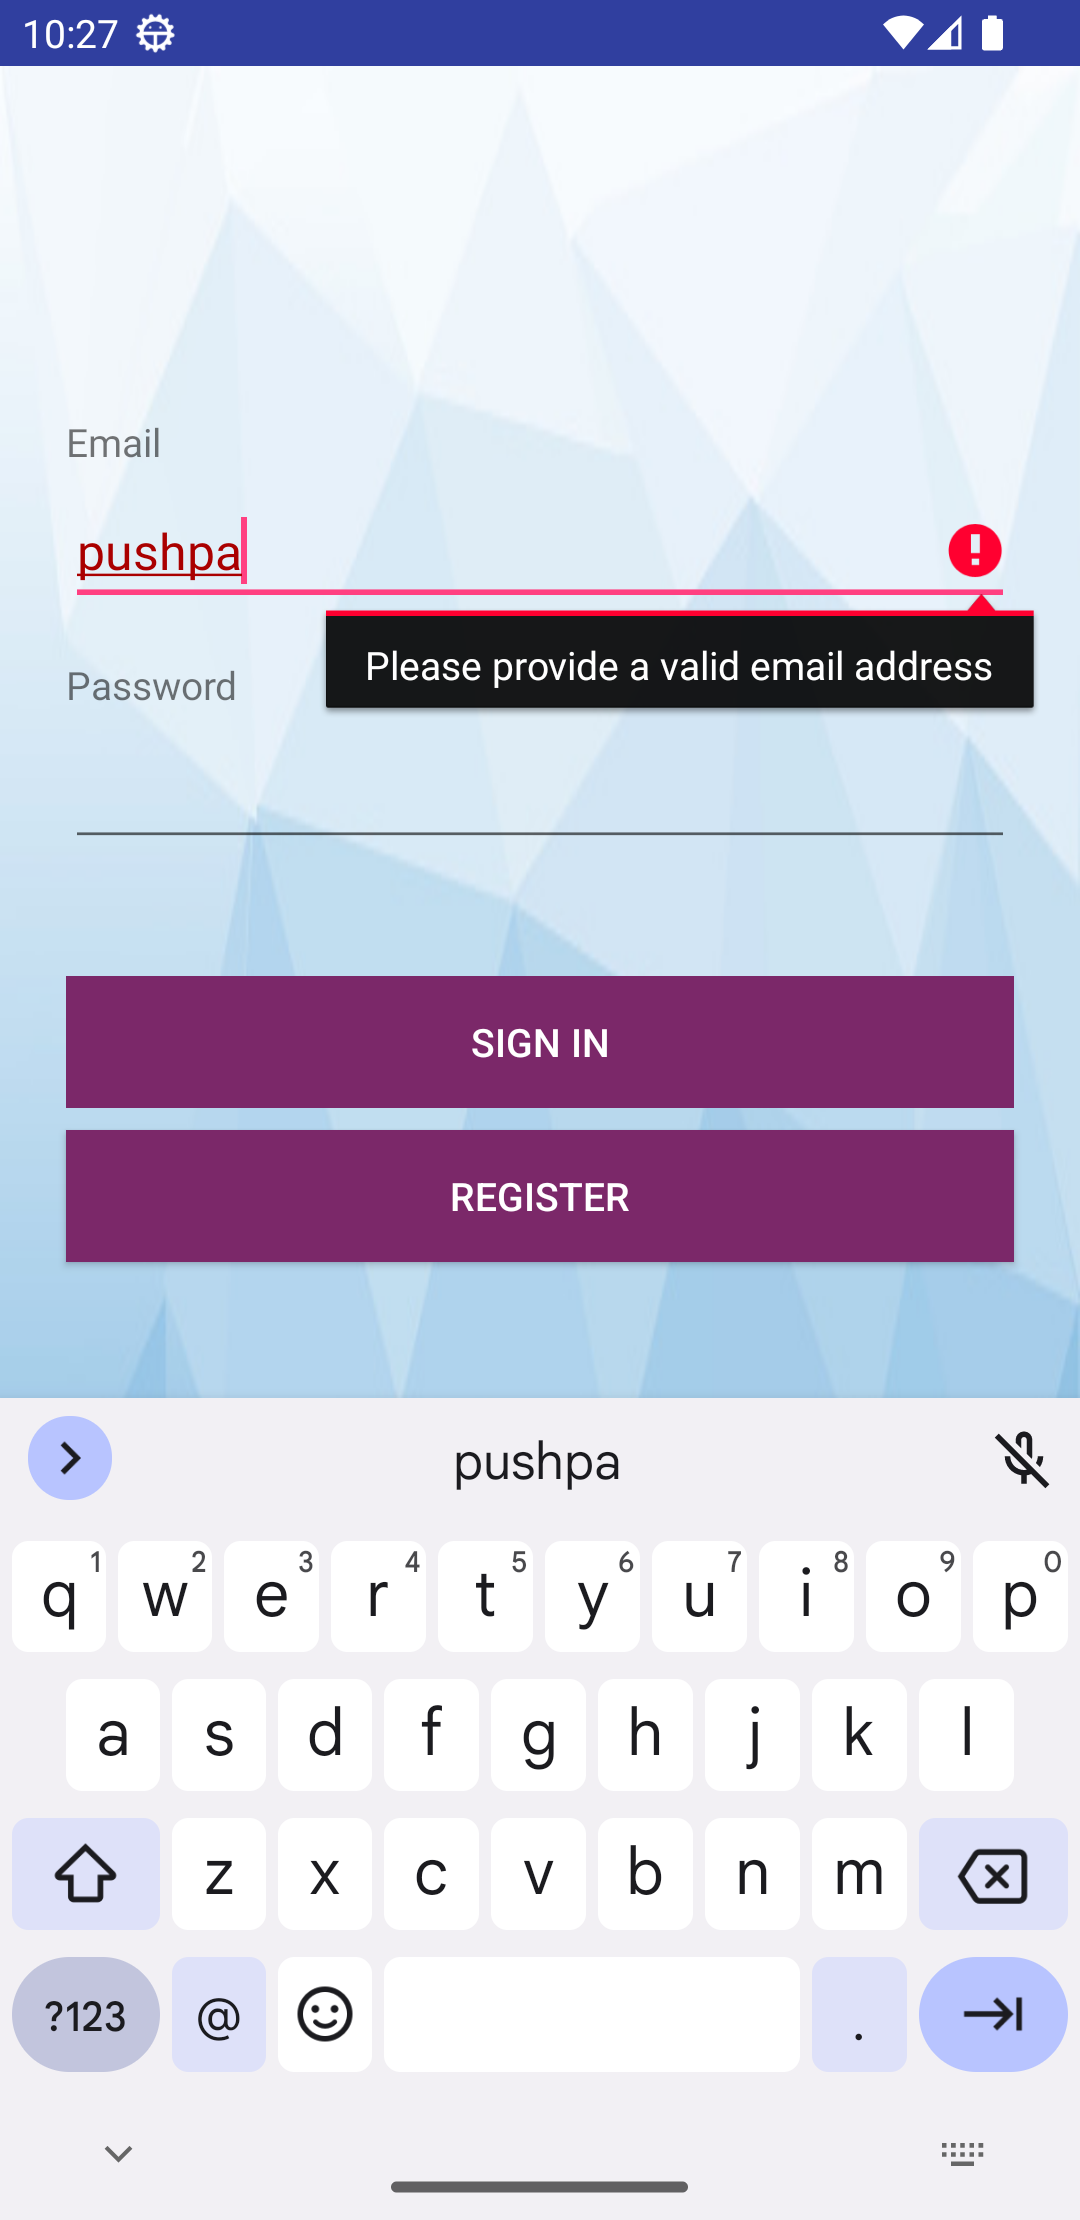 10:27
Email
pushpa
Please provide a valid email address
Password
SIGN IN
REGISTER
pushpa
q 1 w 2 e 3 r 4 t 5 y 6 u 7 i 8 o 9 p 0
a s d f g h j k l
z x c v b n m
?123 @ .